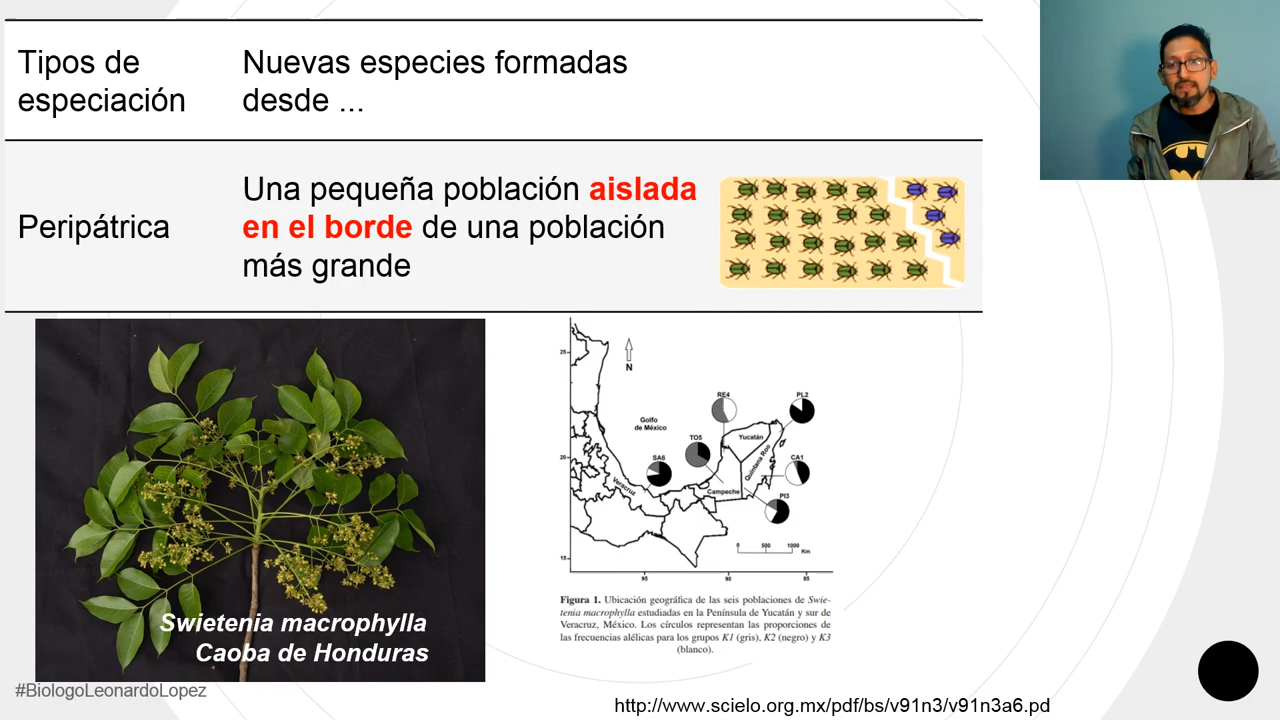 Tipos de
especiación
Nuevas especies formadas
desde ...
Peripátrica
Una pequeña población aislada
en el borde de una población
más grande
Swietenia macrophylla
Caoba de Honduras
25
20
15
N
Golfo
de México
RE4
PL2
TO5
Yucatán
SA6
Quintana Roo
CA1
Veracruz
Campeche
PI3
0 500 1000
Km
95 90 85
Figura 1. Ubicación geográfica de las seis poblaciones de Swie-
tenia macrophylla estudiadas en la Península de Yucatán y sur de
Veracruz, México. Los círculos representan las proporciones de
las frecuencias alélicas para los grupos K1 (gris), K2 (negro) y K3
(blanco).
#BiologoLeonardoLopez
http://www.scielo.org.mx/pdf/bs/v91n3/v91n3a6.pd